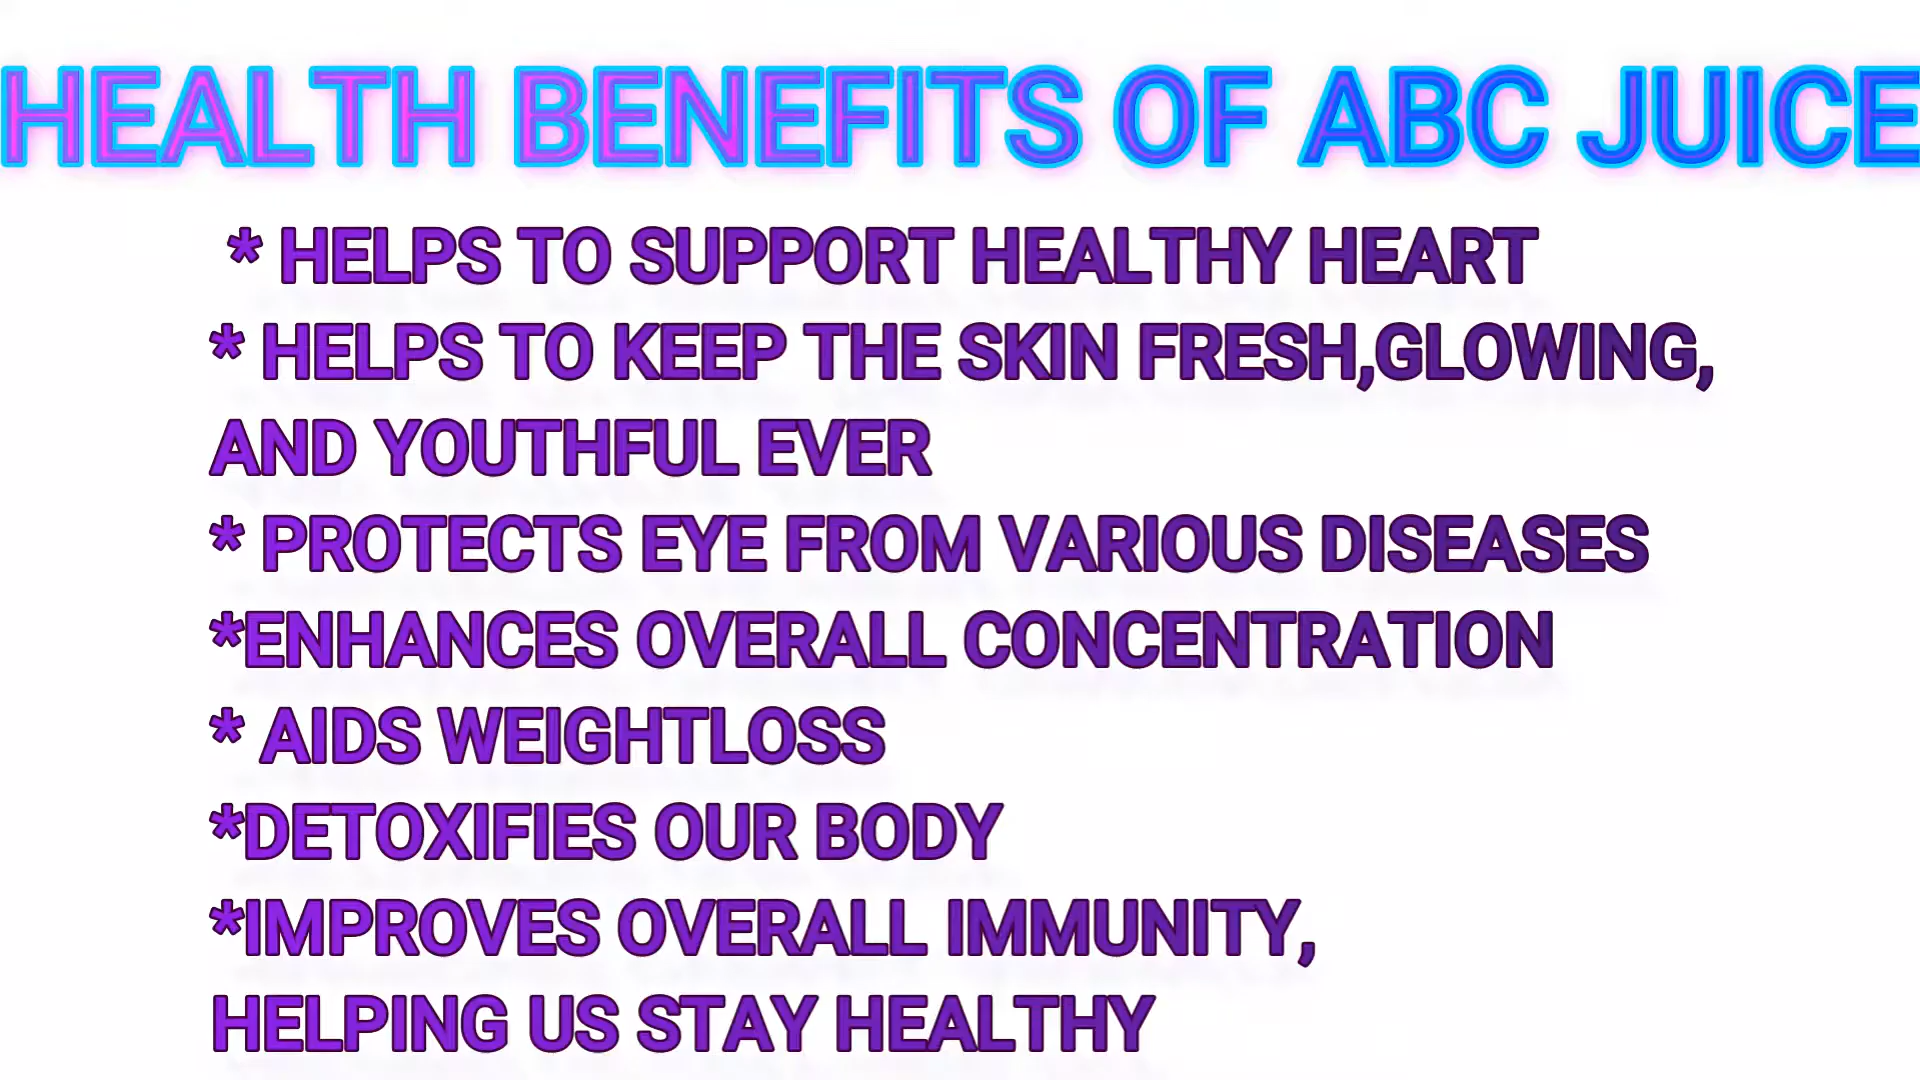 HEALTH BENEFITS OF ABC JUICE
* HELPS TO SUPPORT HEALTHY HEART
* HELPS TO KEEP THE SKIN FRESH,GLOWING,
AND YOUTHFUL EVER
* PROTECTS EYE FROM VARIOUS DISEASES
*ENHANCES OVERALL CONCENTRATION
* AIDS WEIGHTLOSS
*DETOXIFIES OUR BODY
*IMPROVES OVERALL IMMUNITY,
HELPING US STAY HEALTHY